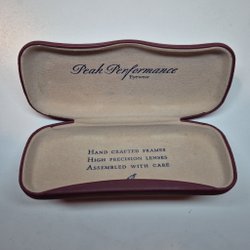 Peak Performance
Eyewear
HAND CRAFTED FRAMES
HIGH PRECISION LENSES
ASSEMBLED WITH CARE